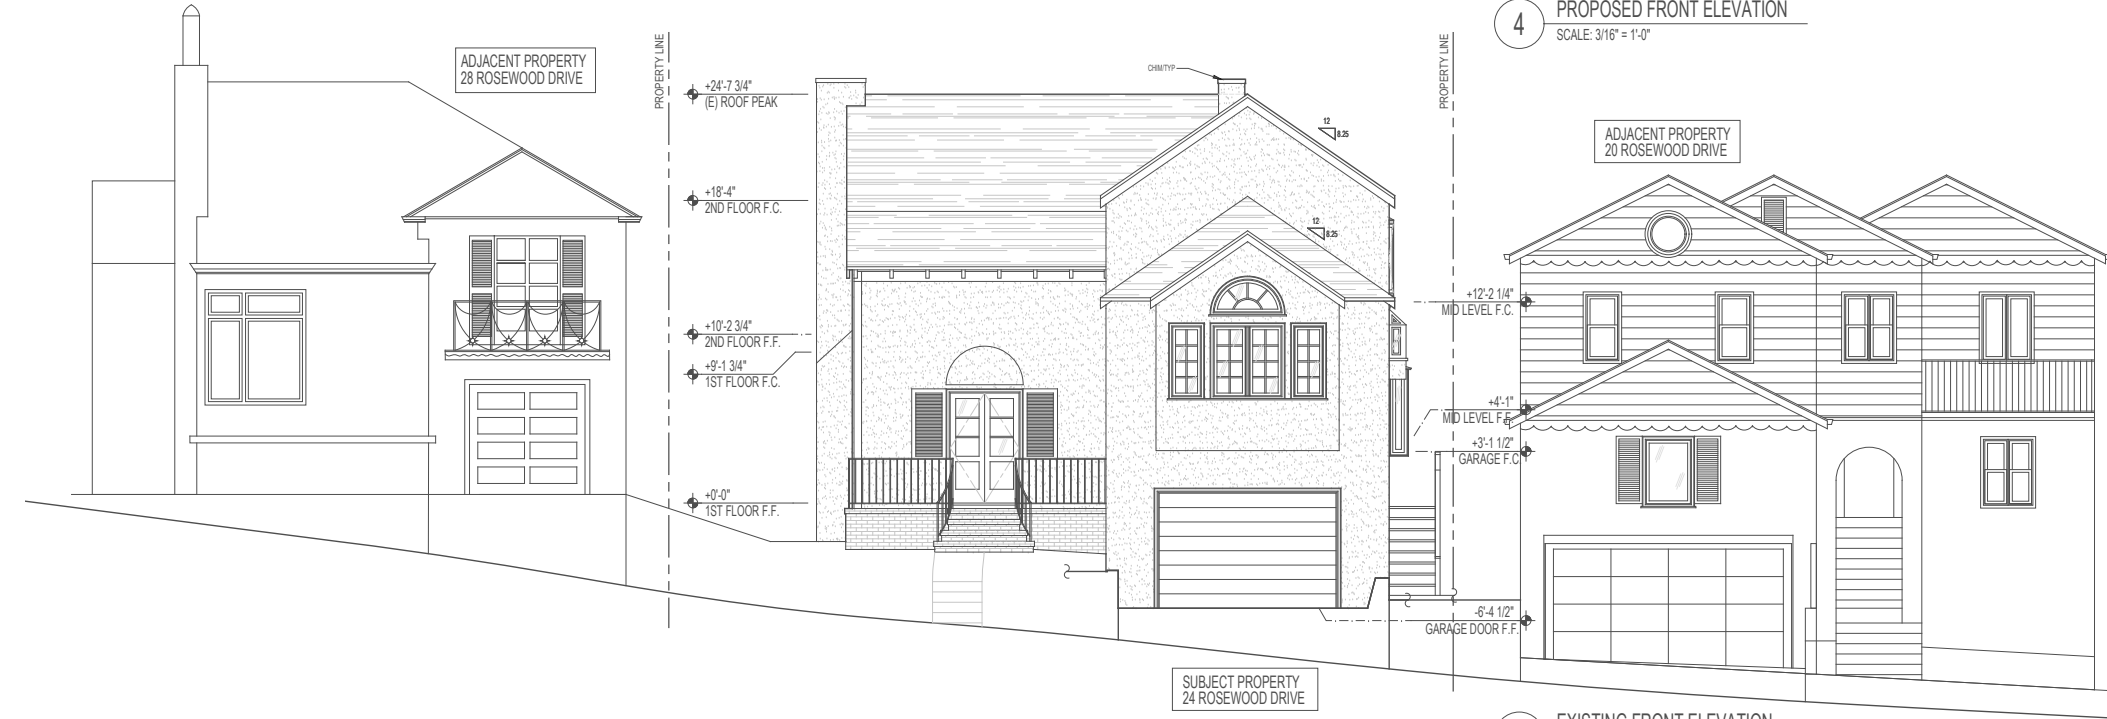 4
PROPOSED FRONT ELEVATION
SCALE: 3/16" = 1'-0"
ADJACENT PROPERTY
28 ROSEWOOD DRIVE
PROPERTY LINE
+24'-7 3/4"
(E) ROOF PEAK
+18'-4"
2ND FLOOR F.C.
+10'-2 3/4"
2ND FLOOR F.F.
+9'-1 3/4"
1ST FLOOR F.C.
+0'-0"
1ST FLOOR F.F.
CHIM/TYP
12
8.25
12
8.25
PROPERTY LINE
ADJACENT PROPERTY
20 ROSEWOOD DRIVE
+12'-2 1/4"
MID LEVEL F.C.
+4'-1"
MID LEVEL F.F.
+3'-1 1/2"
GARAGE F.C.
-6'-4 1/2"
GARAGE DOOR F.F.
SUBJECT PROPERTY
24 ROSEWOOD DRIVE
EXISTING FRONT ELEVATION